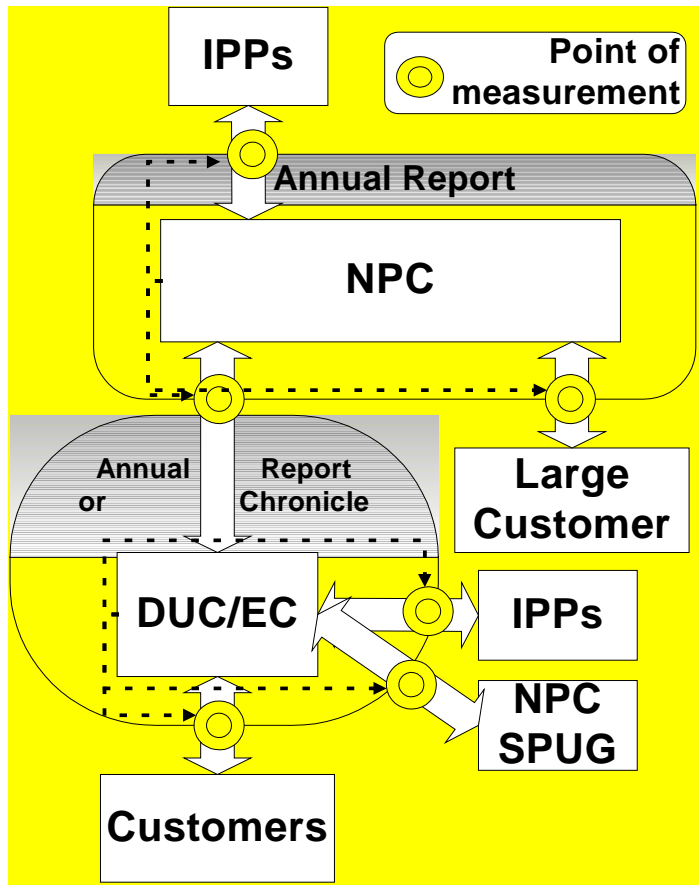 IPPs
Point of
measurement
Annual Report
NPC
Annual Report
or Chronicle
Large
Customer
DUC/EC
IPPs
NPC
SPUG
Customers